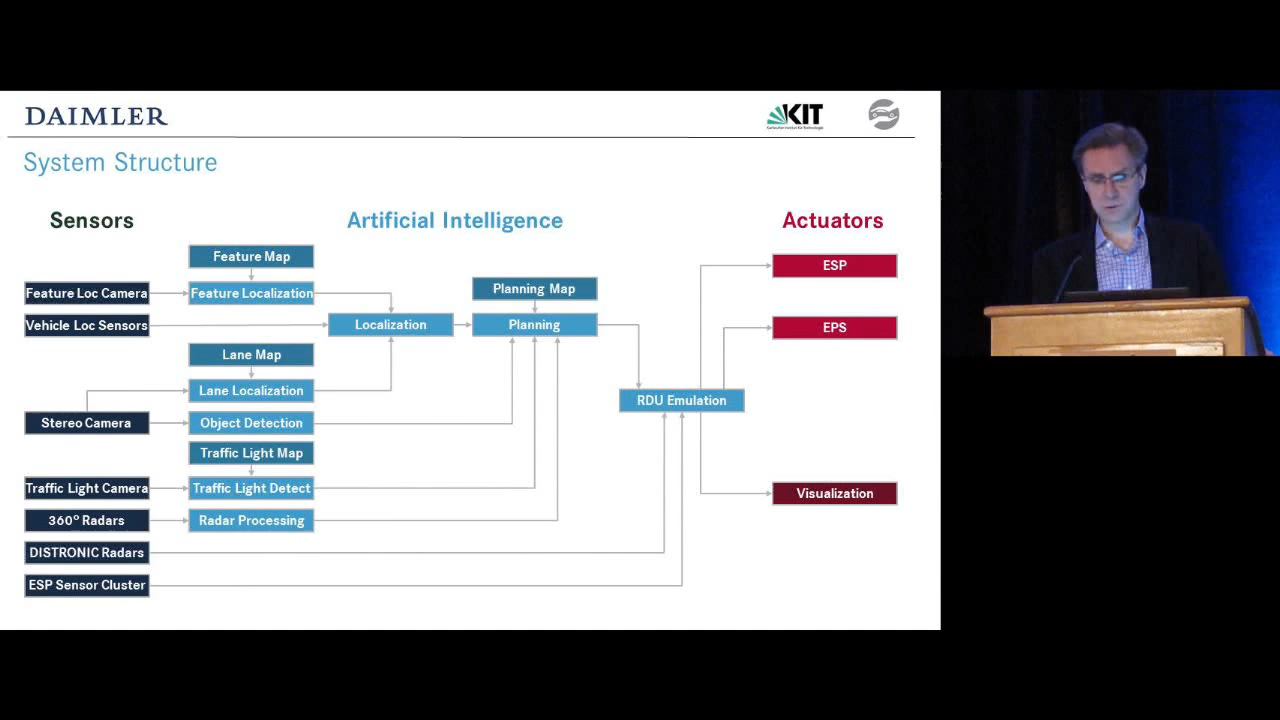 DAIMLER
KIT
System Structure
Sensors
Artificial Intelligence
Actuators
Feature Map
ESP
Feature Loc Camera
Feature Localization
Planning Map
Vehicle Loc Sensors
Localization
Planning
EPS
Lane Map
Lane Localization
RDU Emulation
Stereo Camera
Object Detection
Traffic Light Map
Traffic Light Camera
Traffic Light Detect
Visualization
360° Radars
Radar Processing
DISTRONIC Radars
ESP Sensor Cluster